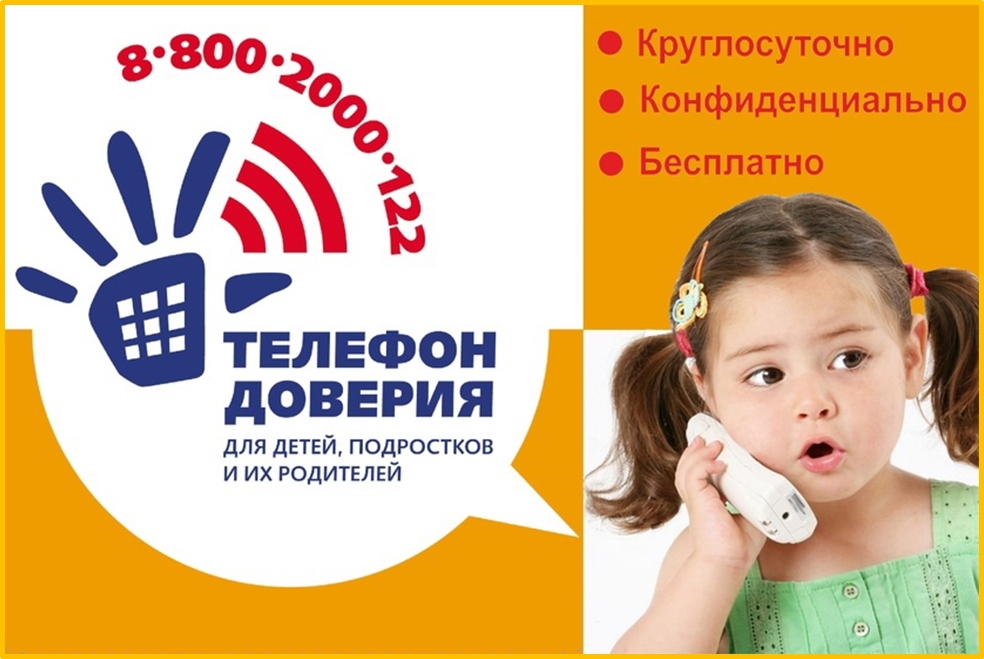 8·800·2000·122
ТЕЛЕФОН
ДОВЕРИЯ
ДЛЯ ДЕТЕЙ, ПОДРОСТКОВ
И ИХ РОДИТЕЛЕЙ
Круглосуточно
Конфиденциально
Бесплатно